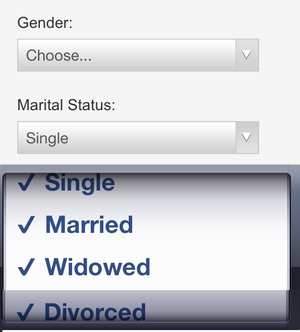 Gender:
Choose...
Marital Status:
Single
✓ Single
✓ Married
✓ Widowed
✓ Divorced